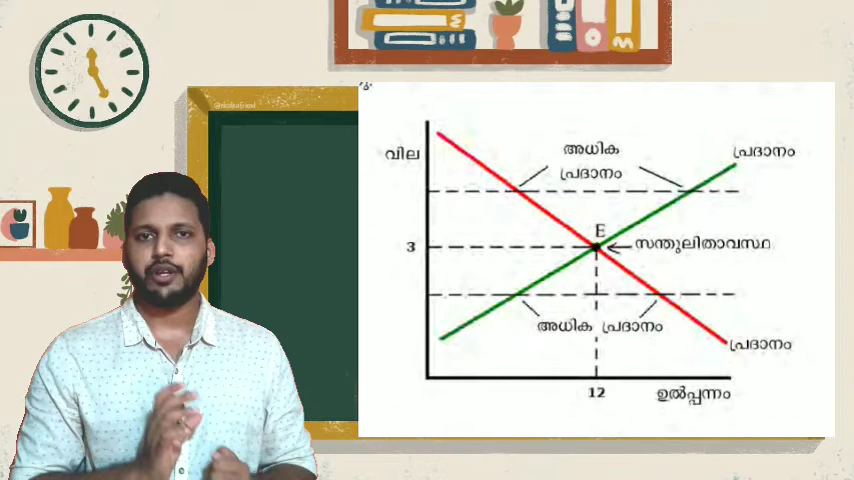 വില
അധിക
പ്രദാനം
പ്രദാനം
E
3
സന്തുലിതാവസ്ഥ
അധിക പ്രദാനം
പ്രദാനം
12
ഉൽപ്പന്നം